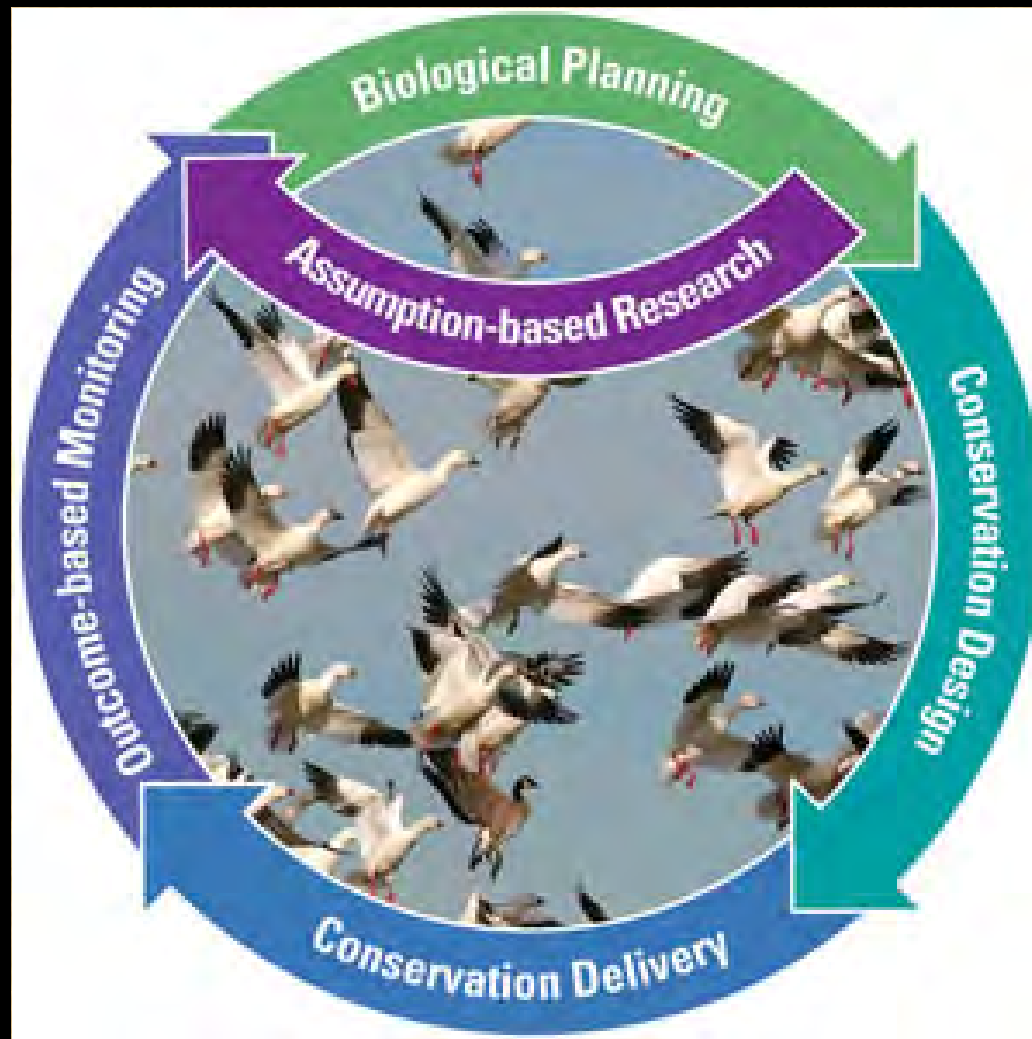 Biological Planning
Assumption-based Research
Conservation Design
Conservation Delivery
Outcome-based Monitoring